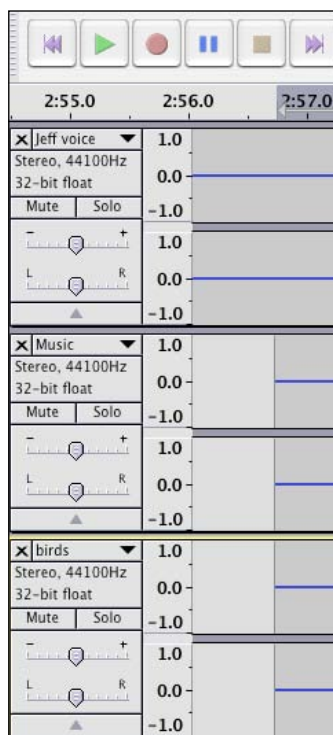 2:55.0 2:56.0 2:57.0
Jeff voice 1.0
Stereo, 44100Hz
32-bit float 0.0
Mute Solo -1.0
- + 1.0
L R 0.0
-1.0
Music 1.0
Stereo, 44100Hz
32-bit float 0.0
Mute Solo -1.0
- + 1.0
L R 0.0
-1.0
birds 1.0
Stereo, 44100Hz
32-bit float 0.0
Mute Solo -1.0
- + 1.0
L R 0.0
-1.0